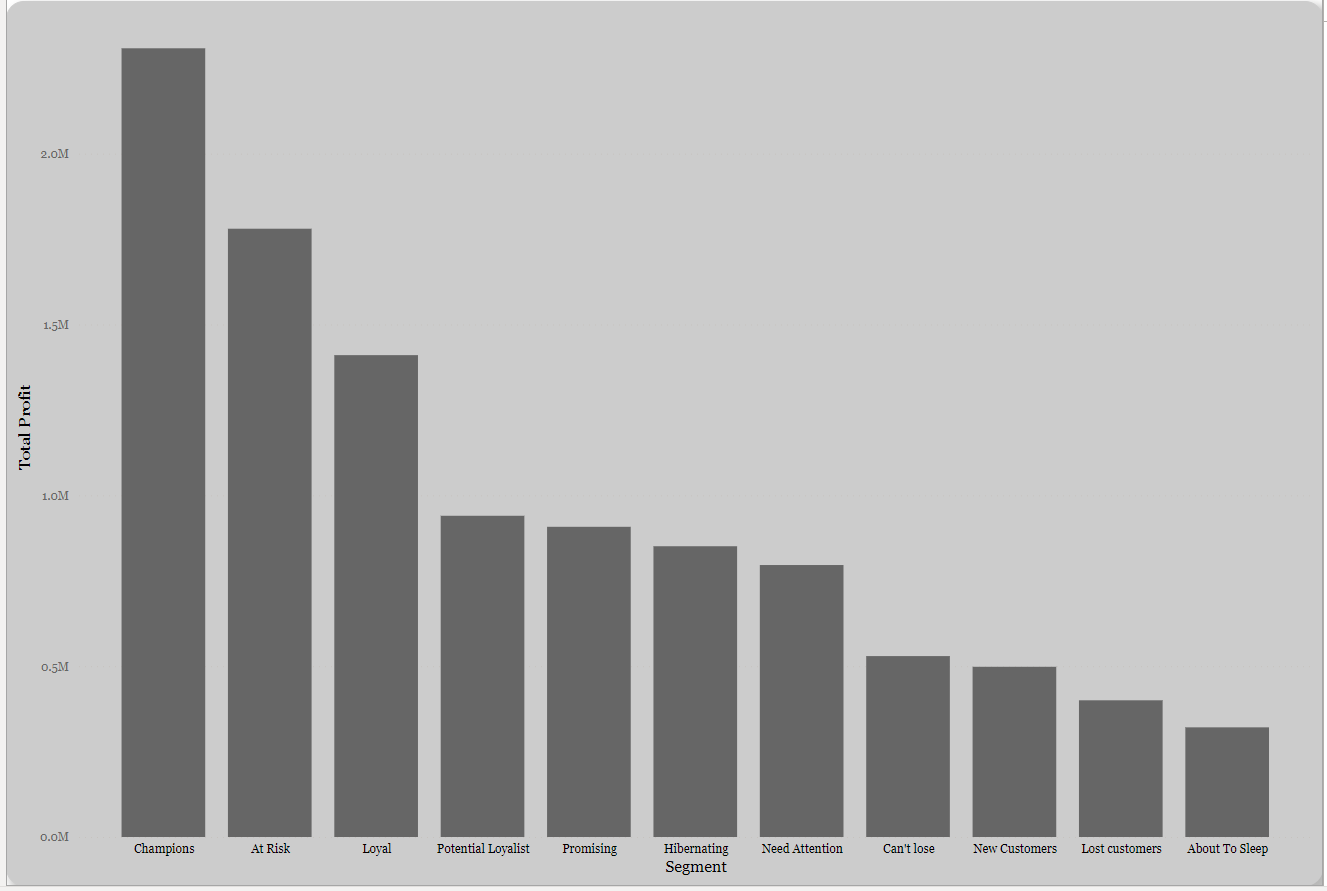 Total Profit
2.0M
1.5M
1.0M
0.5M
0.0M
Champions At Risk Loyal Potential Loyalist Promising Hibernating Need Attention Can't lose New Customers Lost customers About To Sleep
Segment